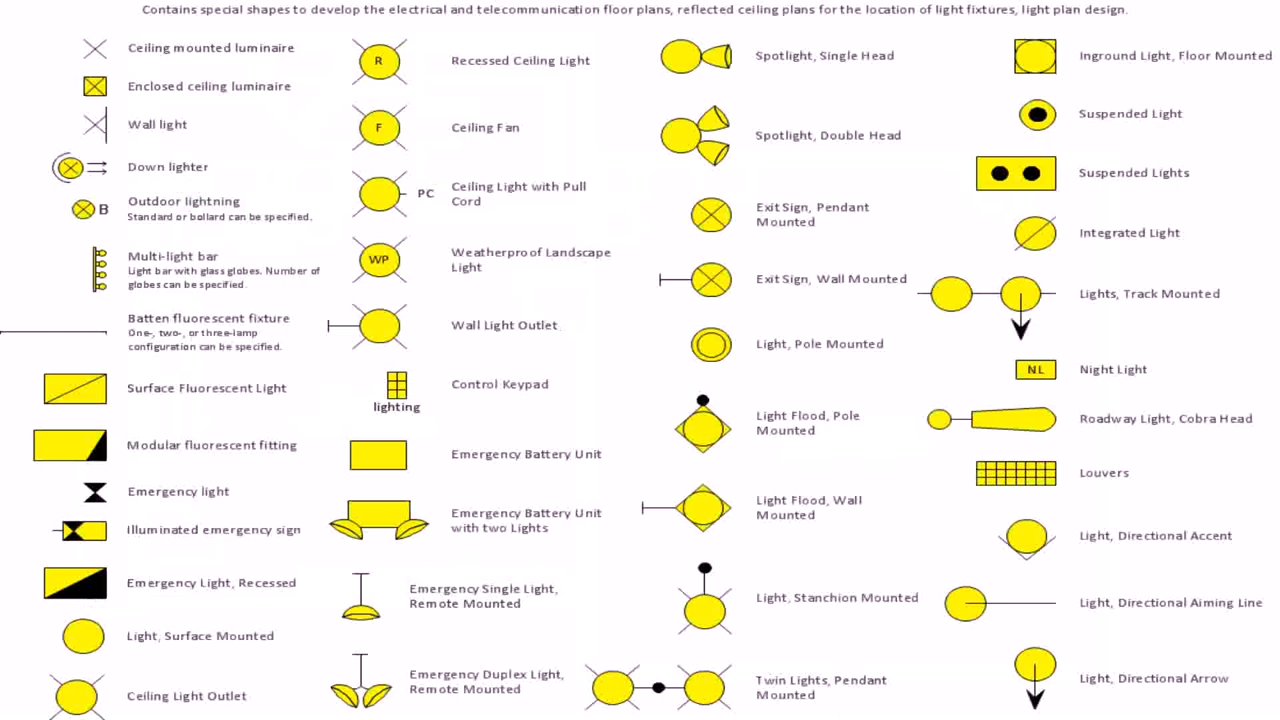 Contains special shapes to develop the electrical and telecommunication floor plans, reflected ceiling plans for the location of light fixtures, light plan design.
Ceiling mounted luminaire
Enclosed ceiling luminaire
Wall light
Down lighter
B
Outdoor lightning
Standard or bollard can be specified.
Multi-light bar
Light bar with glass globes. Number of
globes can be specified.
Batten fluorescent fixture
One-, two-, or three-lamp
configuration can be specified.
Surface Fluorescent Light
Modular fluorescent fitting
Emergency light
Illuminated emergency sign
Emergency Light, Recessed
Light, Surface Mounted
Ceiling Light Outlet
R
Recessed Ceiling Light
F
Ceiling Fan
PC
Ceiling Light with Pull
Cord
WP
Weatherproof Landscape
Light
Wall Light Outlet
Control Keypad
lighting
Emergency Battery Unit
Emergency Battery Unit
with two Lights
Emergency Single Light,
Remote Mounted
Emergency Duplex Light,
Remote Mounted
Spotlight, Single Head
Spotlight, Double Head
Exit Sign, Pendant
Mounted
Exit Sign, Wall Mounted
Light, Pole Mounted
Light Flood, Pole
Mounted
Light Flood, Wall
Mounted
Light, Stanchion Mounted
Twin Lights, Pendant
Mounted
Inground Light, Floor Mounted
Suspended Light
Suspended Lights
Integrated Light
Lights, Track Mounted
NL
Night Light
Roadway Light, Cobra Head
Louvers
Light, Directional Accent
Light, Directional Aiming Line
Light, Directional Arrow